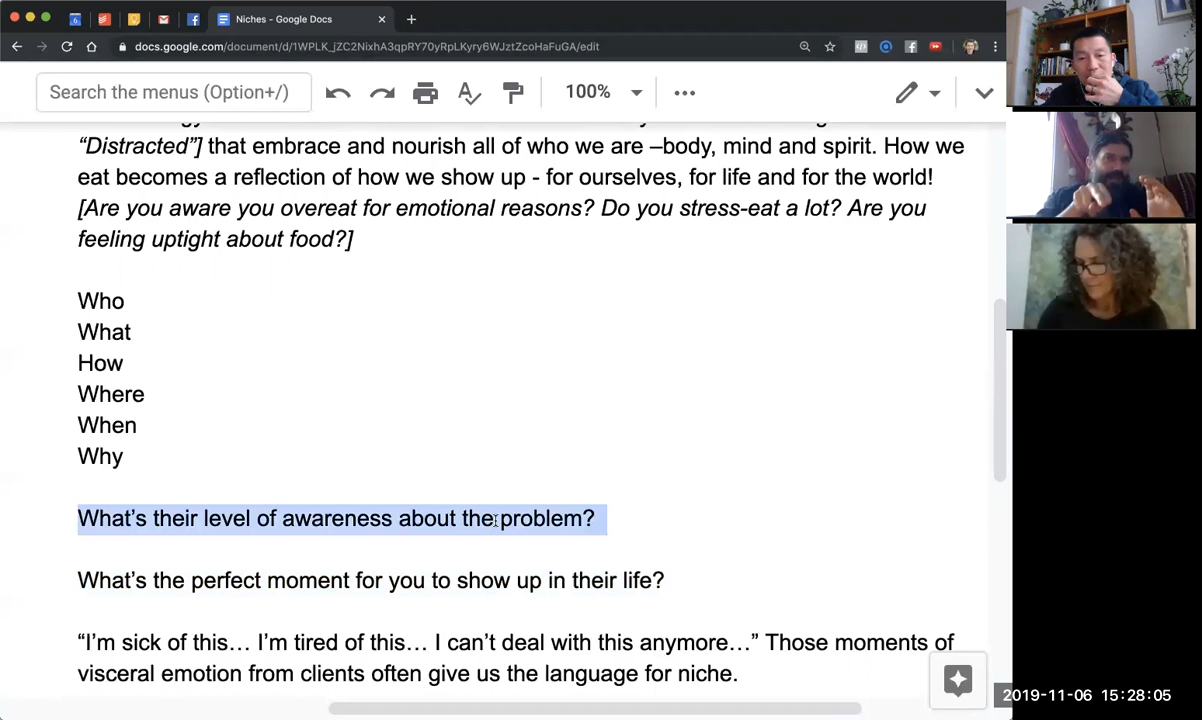 Niches - Google Docs
docs.google.com/document/d/1WPLK_jZC2NixhA3qpRY70yRpLKyry6WJztZcoHaFuGA/edit
Search the menus (Option+/)
100%
“Distracted”] that embrace and nourish all of who we are –body, mind and spirit. How we
eat becomes a reflection of how we show up - for ourselves, for life and for the world!
[Are you aware you overeat for emotional reasons? Do you stress-eat a lot? Are you
feeling uptight about food?]
Who
What
How
Where
When
Why
What’s their level of awareness about the problem?
What’s the perfect moment for you to show up in their life?
“I’m sick of this… I’m tired of this… I can’t deal with this anymore…” Those moments of
visceral emotion from clients often give us the language for niche.
2019-11-06 15:28:05